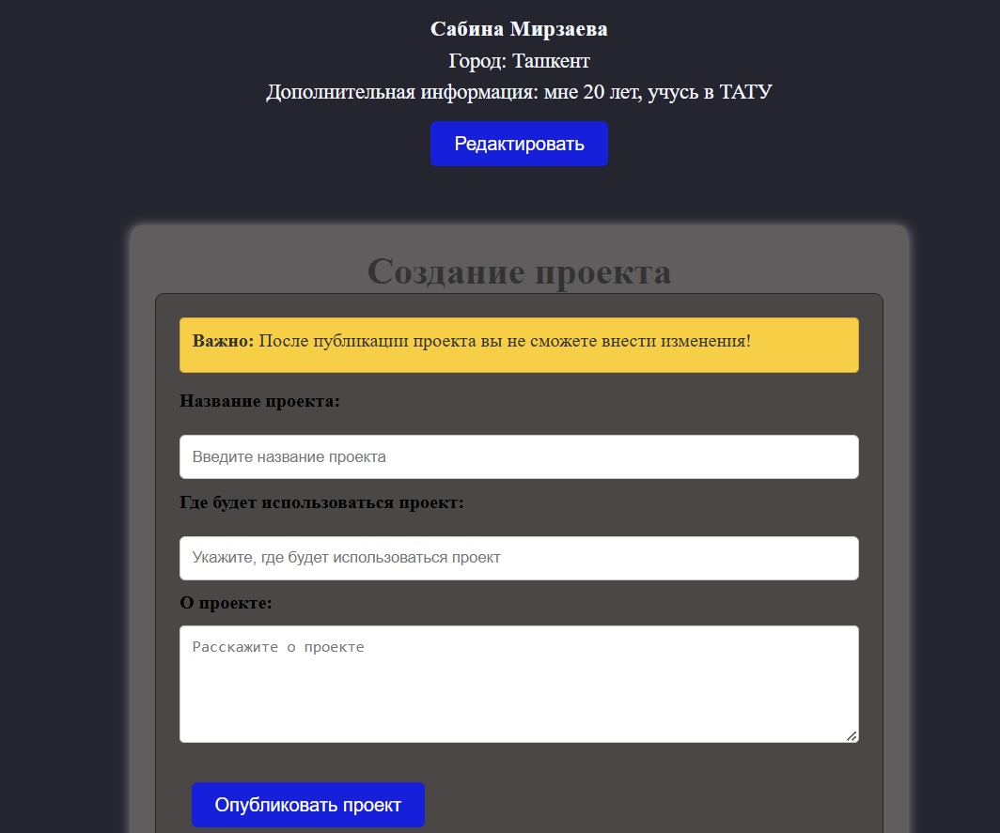 Сабина Мирзаева
Город: Ташкент
Дополнительная информация: мне 20 лет, учусь в ТАТУ
Редактировать
Создание проекта
Важно: После публикации проекта вы не сможете внести изменения!
Название проекта:
Введите название проекта
Где будет использоваться проект:
Укажите, где будет использоваться проект
О проекте:
Расскажите о проекте
Опубликовать проект